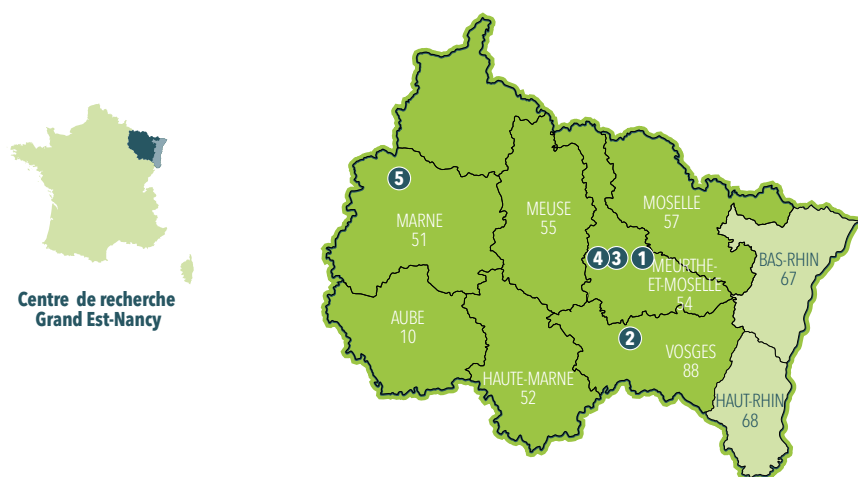 Centre de recherche
Grand Est-Nancy
5
MARNE
51
MEUSE
55
MOSELLE
57
4
3
1
MEURTHE-
ET-MOSELLE
54
BAS-RHIN
67
AUBE
10
2
VOSGES
88
HAUTE-MARNE
52
HAUT-RHIN
68